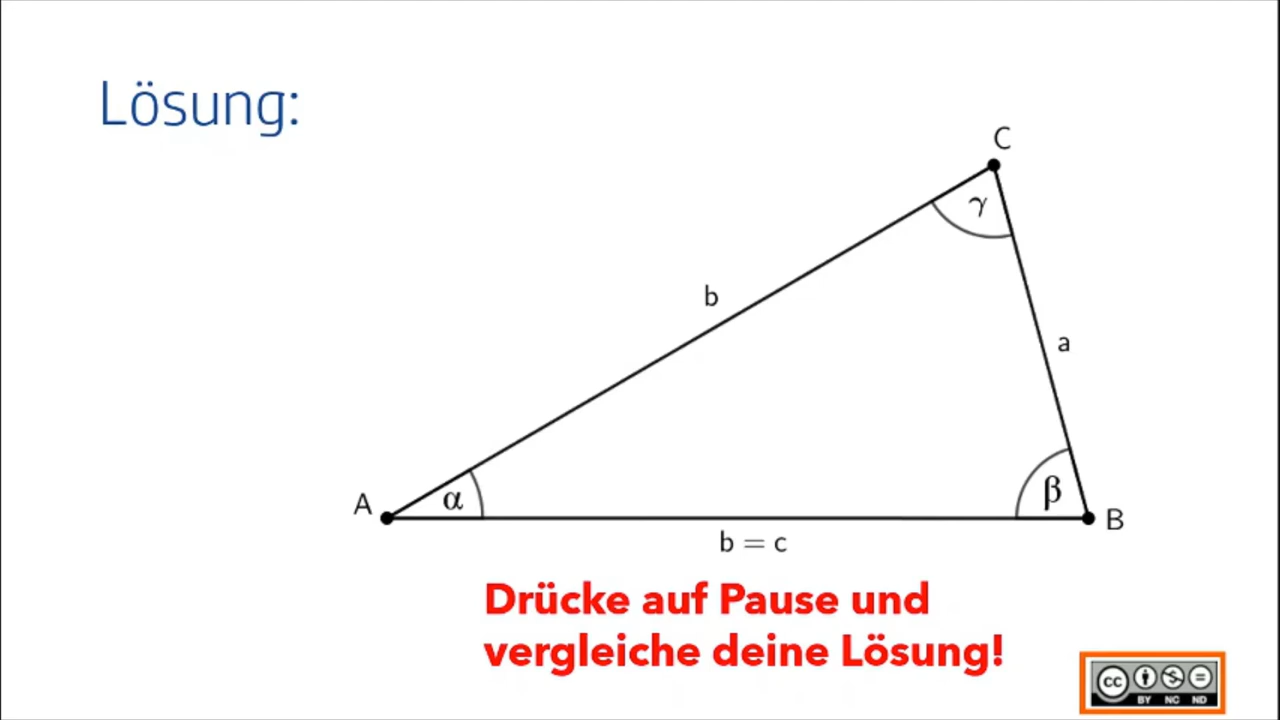 Lösung:
C
γ
b
a
A
α
β
B
b = c
Drücke auf Pause und
vergleiche deine Lösung!
cc
BY NC ND